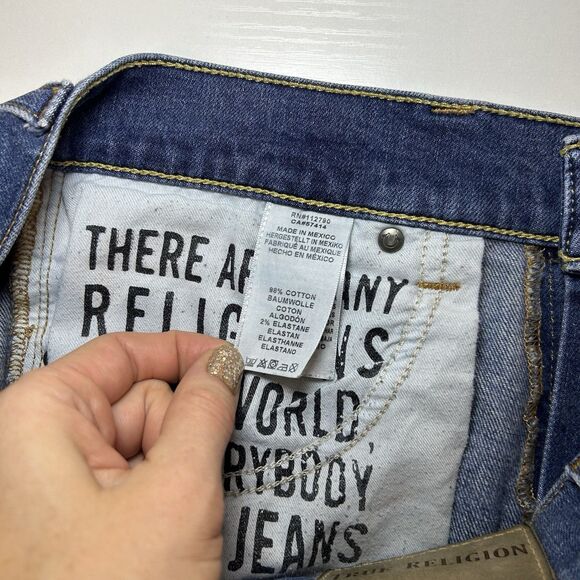 RN#112790
CA#57414
MADE IN MEXICO
HERGESTELLT IN MEXIKO
FABRIQUÉ AU MEXIQUE
HECHO EN MÉXICO
98% COTTON
BAUMWOLLE
COTON
ALGODÓN
2% ELASTANE
ELASTAN
ELASTHANNE
ELASTANO
THERE AR ANY
RELIG NS
WORLD,
RYBODY
JEANS
TRUE RELIGION